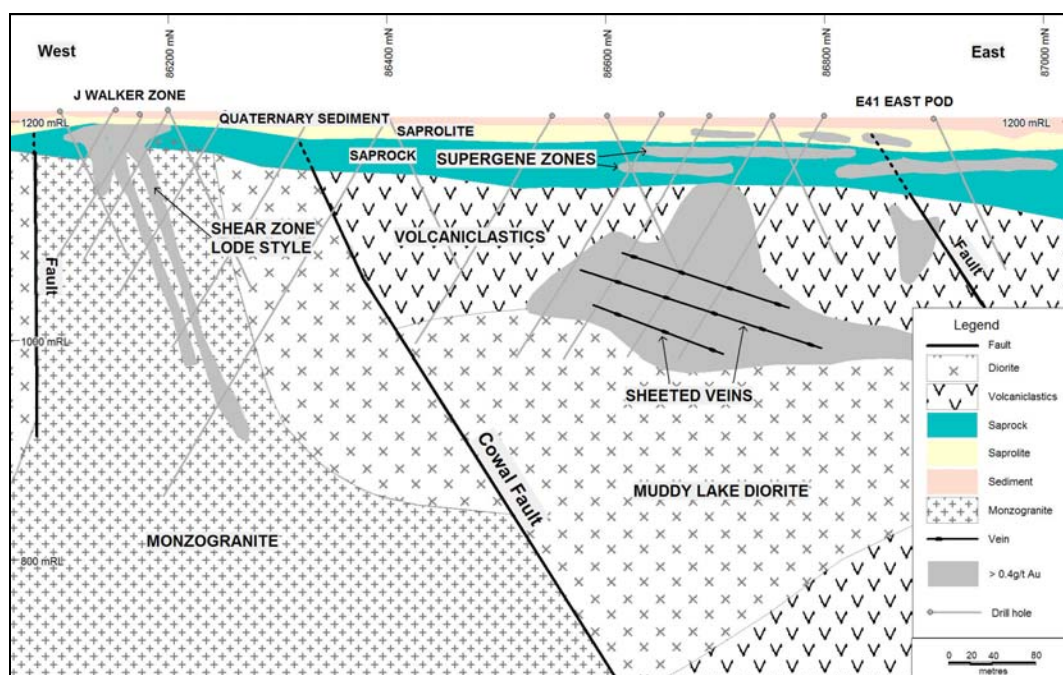 West
86200 mN
86400 mN
86600 mN
86800 mN
87000 mN
East
J WALKER ZONE
E41 EAST POD
1200 mRL
QUATERNARY SEDIMENT
SAPROLITE
1200 mRL
SAPROCK
SUPERGENE ZONES
SHEAR ZONE
LODE STYLE
VOLCANICLASTICS
Fault
Fault
1000 mRL
SHEETED VEINS
Cowal Fault
MUDDY LAKE DIORITE
MONZOGRANITE
800 mRL
Legend
Fault
Diorite
Volcaniclastics
Saprock
Saprolite
Sediment
Monzogranite
Vein
> 0.4g/t Au
Drill hole
0 20 40 60 80
metres